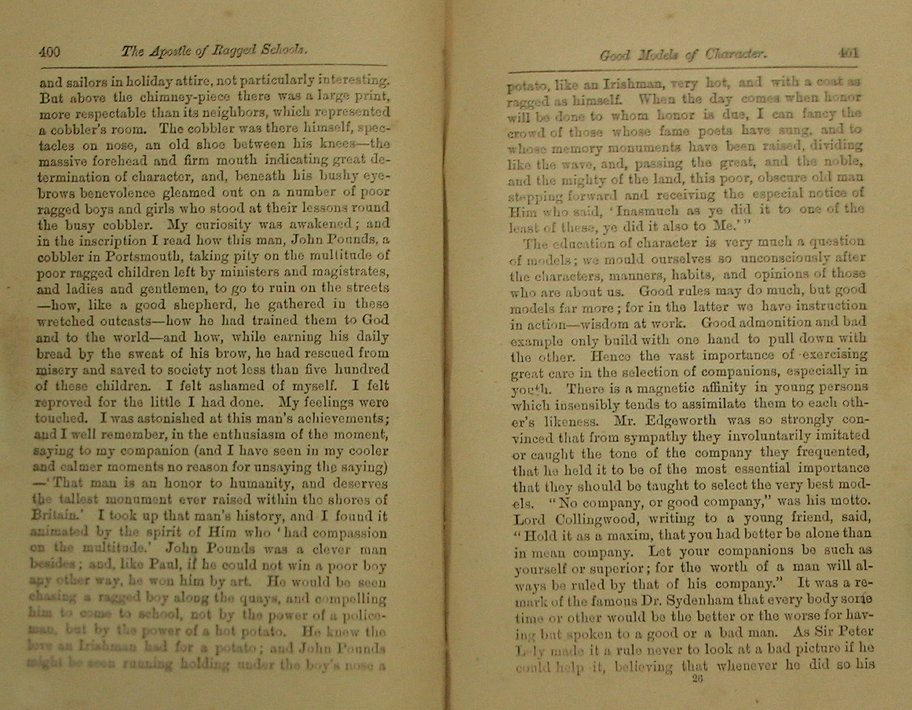 400 The Apostle of Ragged Schools.
and sailors in holiday attire, not particularly interesting.
But above the chimney-piece there was a large print,
more respectable than its neighbors, which represented
a cobbler's room. The cobbler was there himself, spec-
tacles on nose, an old shoe between his knees—the
massive forehead and firm mouth indicating great de-
termination of character, and, beneath his bushy eye-
brows benevolence gleamed out on a number of poor
ragged boys and girls who stood at their lessons round
the busy cobbler. My curiosity was awakened; and
in the inscription I read how this man, John Pounds, a
cobbler in Portsmouth, taking pity on the multitude of
poor ragged children left by ministers and magistrates,
and ladies and gentlemen, to go to ruin on the streets
—how, like a good shepherd, he gathered in these
wretched outcasts—how he had trained them to God
and to the world—and how, while earning his daily
bread by the sweat of his brow, he had rescued from
misery and saved to society not less than five hundred
of these children. I felt ashamed of myself. I felt
reproved for the little I had done. My feelings were
touched. I was astonished at this man's achievements;
and I well remember, in the enthusiasm of the moment,
saying to my companion (and I have seen in my cooler
and calmer moments no reason for unsaying the saying)
—'That man is an honor to humanity, and deserves
the tallest monument ever raised within the shores of
Britain.' I took up that man's history, and I found it
animated by the spirit of Him who 'had compassion
on the multitude.' John Pounds was a clever man
besides; and, like Paul, if he could not win a poor boy
any other way, he won him by art. He would be seen
chasing a ragged boy along the quays, and compelling
him to come to school, not by the power of a police-
man, but by the power of a hot potato. He knew the
love an Irishman had for a potato; and John Pounds
might be seen running holding under the boy's nose a
Good Models of Character. 401
potato, like an Irishman, very hot, and with a coat as
ragged as himself. When the day comes when honor
will be done to whom honor is due, I can fancy the
crowd of those whose fame poets have sung, and to
whose memory monuments have been raised, dividing
like the wave, and, passing the great, and the noble,
and the mighty of the land, this poor, obscure old man
stepping forward and receiving the especial notice of
Him who said, 'Inasmuch as ye did it to one of the
least of these, ye did it also to Me.'"
The education of character is very much a question
of models; we mould ourselves so unconsciously after
the characters, manners, habits, and opinions of those
who are about us. Good rules may do much, but good
models far more; for in the latter we have instruction
in action—wisdom at work. Good admonition and bad
example only build with one hand to pull down with
the other. Hence the vast importance of exercising
great care in the selection of companions, especially in
youth. There is a magnetic affinity in young persons
which insensibly tends to assimilate them to each oth-
er's likeness. Mr. Edgeworth was so strongly con-
vinced that from sympathy they involuntarily imitated
or caught the tone of the company they frequented,
that he held it to be of the most essential importance
that they should be taught to select the very best mod-
els. "No company, or good company," was his motto.
Lord Collingwood, writing to a young friend, said,
"Hold it as a maxim, that you had better be alone than
in mean company. Let your companions be such as
yourself or superior; for the worth of a man will al-
ways be ruled by that of his company." It was a re-
mark of the famous Dr. Sydenham that every body some
time or other would be the better or the worse for hav-
ing but spoken to a good or a bad man. As Sir Peter
Lely made it a rule never to look at a bad picture if he
could help it, believing that whenever he did so his
26